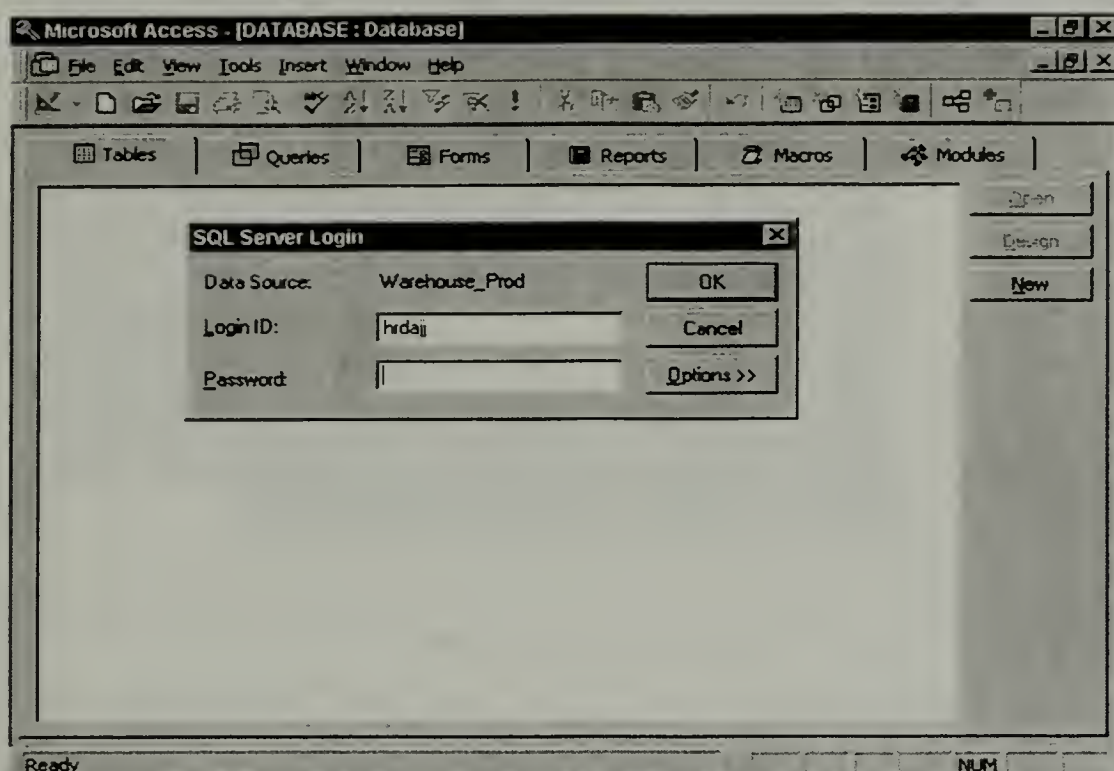 Microsoft Access - [DATABASE : Database]
File Edit View Tools Insert Window Help
Tables Queries Forms Reports Macros Modules
Open
Design
New
SQL Server Login
Data Source: Warehouse_Prod OK
Login ID: hrdajj Cancel
Password: Options >>
Ready NUM